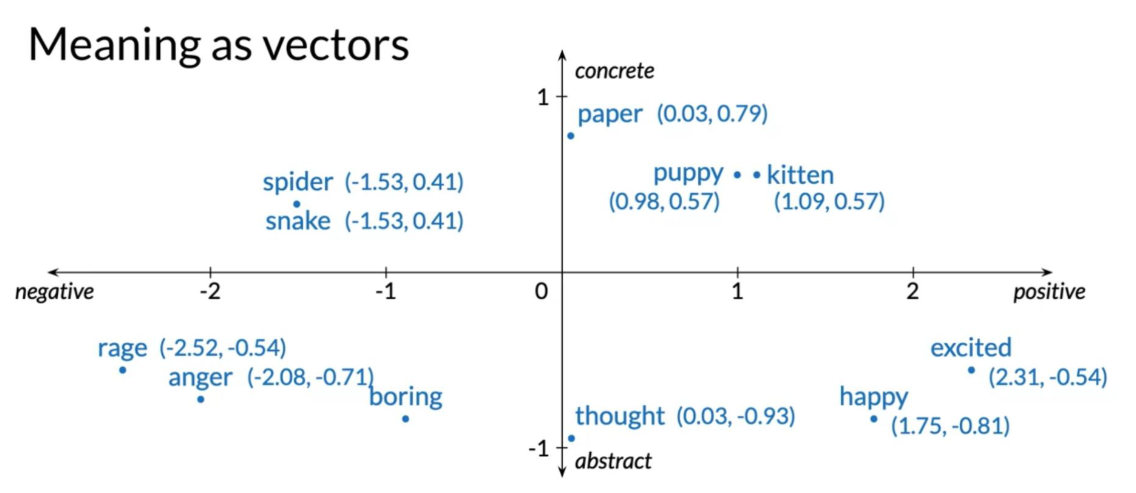 Meaning as vectors
concrete
1
paper (0.03, 0.79)
spider (-1.53, 0.41)
puppy kitten
(0.98, 0.57) (1.09, 0.57)
snake (-1.53, 0.41)
negative -2 -1 0 1 2 positive
rage (-2.52, -0.54)
excited
anger (-2.08, -0.71)
(2.31, -0.54)
boring
happy
thought (0.03, -0.93)
(1.75, -0.81)
-1
abstract